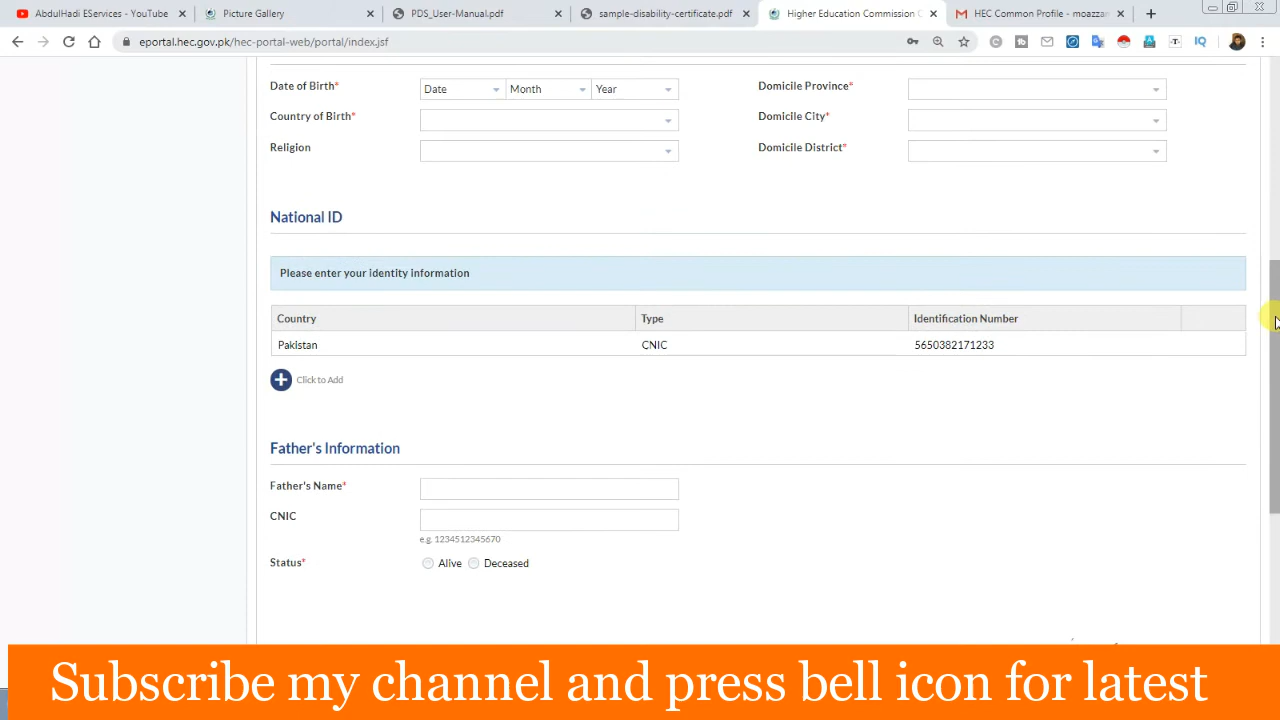 AbdulHadi EServices - YouTube
Picture Gallery
PDS_User-Manual.pdf
sample-disability-certificate.pdf
Higher Education Commission
HEC Common Profile - moazzam
eportal.hec.gov.pk/hec-portal-web/portal/index.jsf
Date of Birth* Date Month Year
Domicile Province*
Country of Birth*
Domicile City*
Religion
Domicile District*
National ID
Please enter your identity information
Country Type Identification Number
Pakistan CNIC 5650382171233
Click to Add
Father's Information
Father's Name*
CNIC
e.g. 1234512345670
Status* Alive Deceased
Subscribe my channel and press bell icon for latest